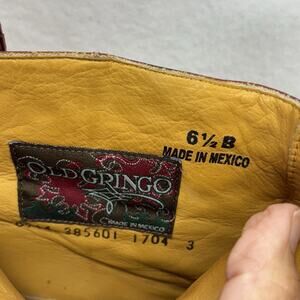 6½ B
MADE IN MEXICO
OLD GRINGO
MADE IN MEXICO
385601 1704 3